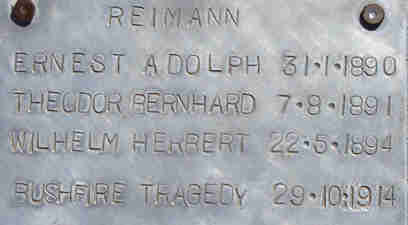 REIMANN
ERNEST ADOLPH 31·1·1890
THEODOR BERNHARD 7·8·1891
WILHELM HERBERT 22·5·1894
BUSHFIRE TRAGEDY 29·10·1914